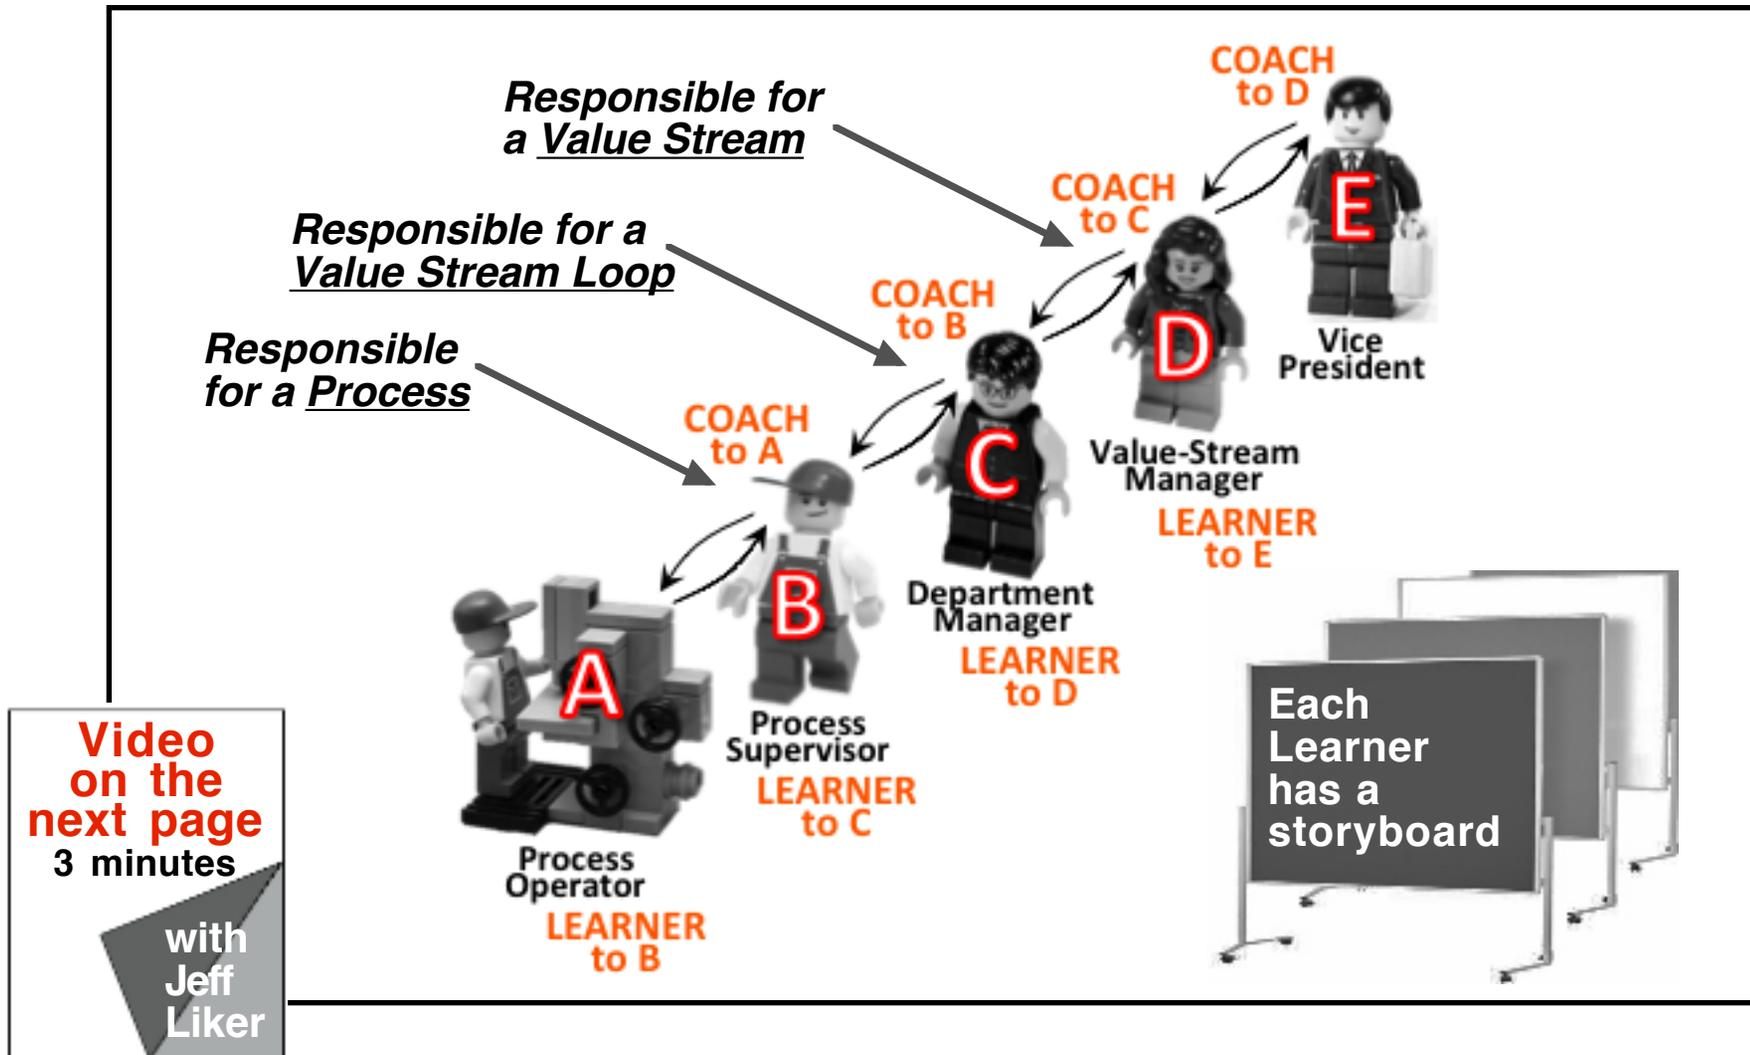 Responsible for
a Value Stream
Responsible for a
Value Stream Loop
Responsible
for a Process
COACH
to D
E
Vice
President
COACH
to C
D
Value-Stream
Manager
LEARNER
to E
COACH
to B
C
Department
Manager
LEARNER
to D
COACH
to A
B
Process
Supervisor
LEARNER
to C
A
Process
Operator
LEARNER
to B
Each
Learner
has a
storyboard
Video
on the
next page
3 minutes
with
Jeff
Liker